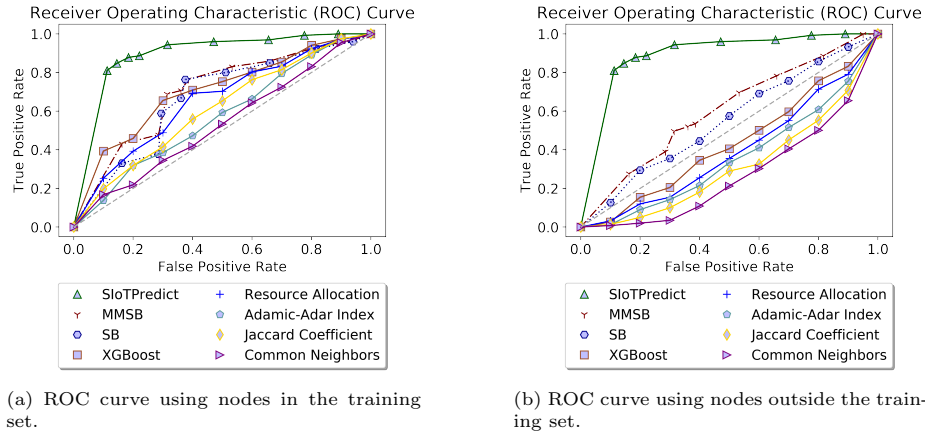 Receiver Operating Characteristic (ROC) Curve
True Positive Rate
1.0
0.8
0.6
0.4
0.2
0.0
0.0 0.2 0.4 0.6 0.8 1.0
False Positive Rate
SIoTPredict
MMSB
SB
XGBoost
Resource Allocation
Adamic-Adar Index
Jaccard Coefficient
Common Neighbors
(a) ROC curve using nodes in the training
set.
Receiver Operating Characteristic (ROC) Curve
True Positive Rate
1.0
0.8
0.6
0.4
0.2
0.0
0.0 0.2 0.4 0.6 0.8 1.0
False Positive Rate
SIoTPredict
MMSB
SB
XGBoost
Resource Allocation
Adamic-Adar Index
Jaccard Coefficient
Common Neighbors
(b) ROC curve using nodes outside the train-
ing set.